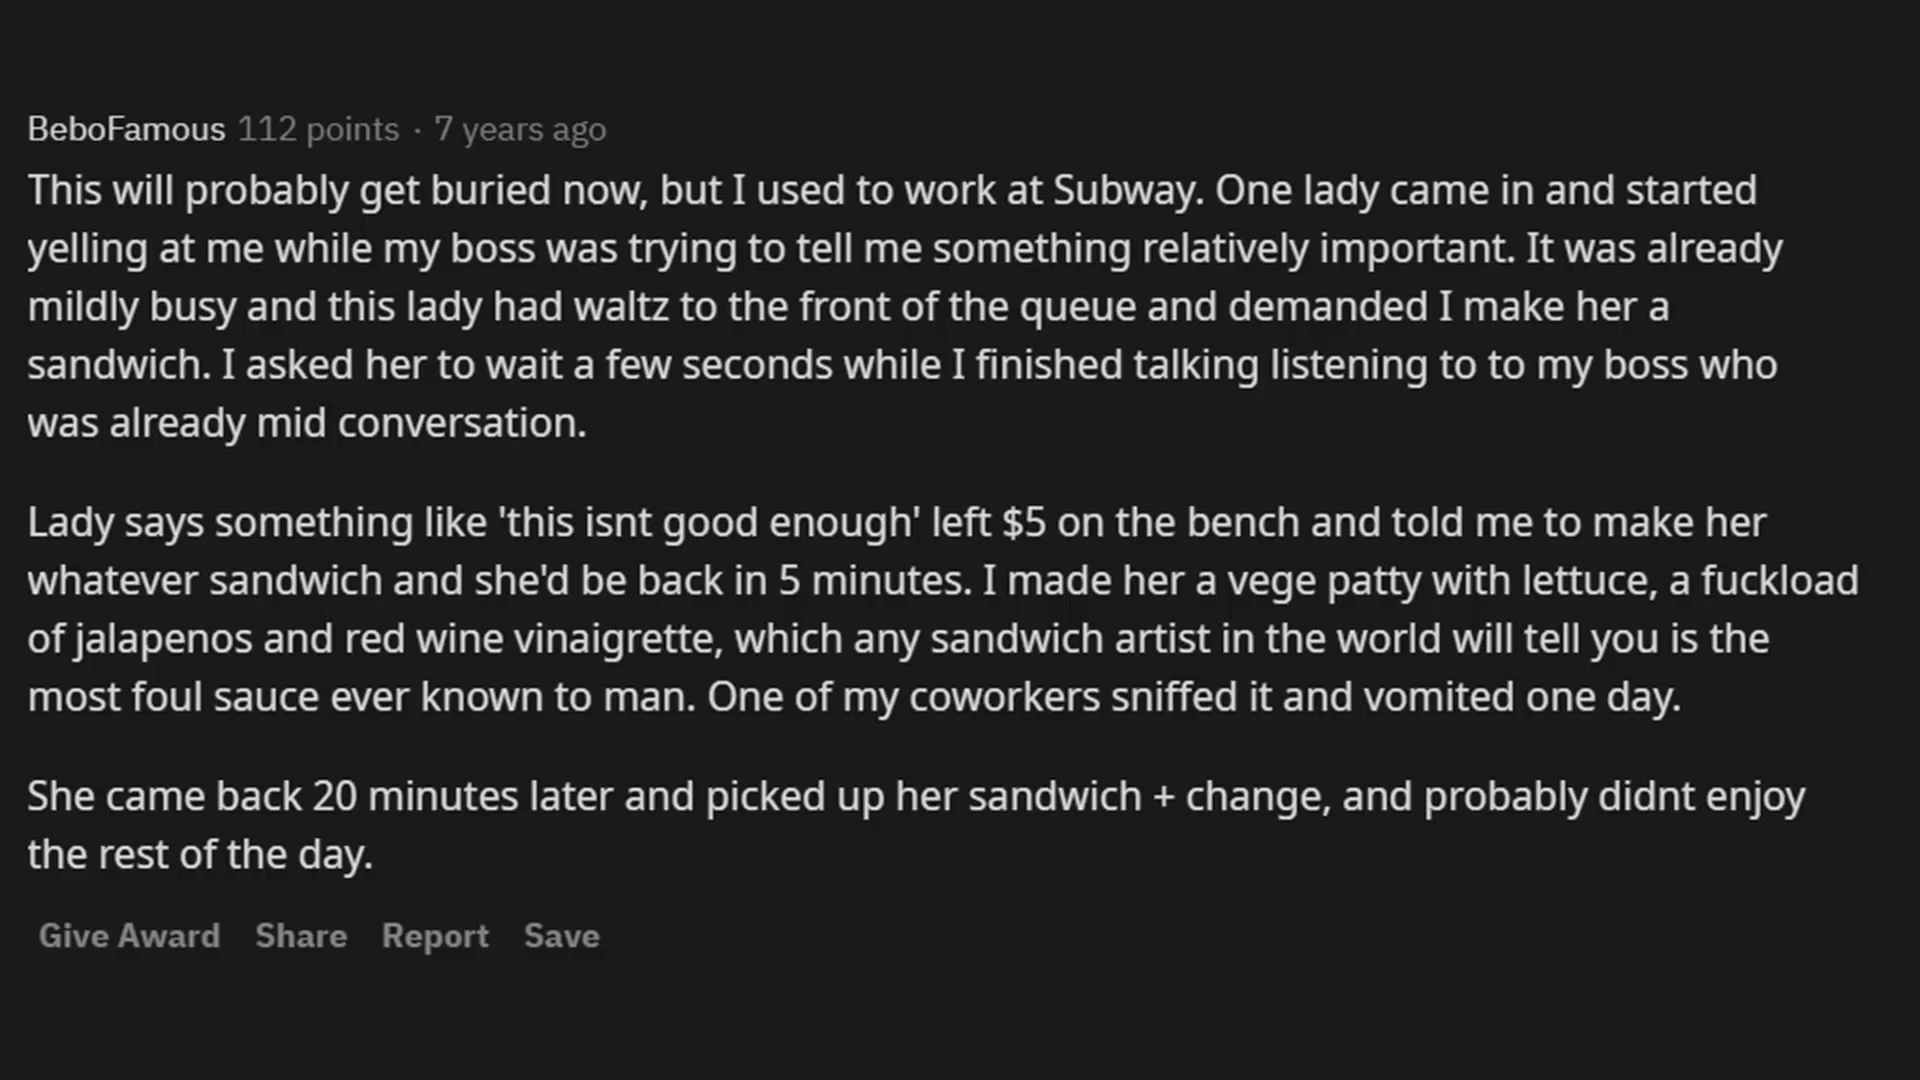 BeboFamous 112 points · 7 years ago
This will probably get buried now, but I used to work at Subway. One lady came in and started
yelling at me while my boss was trying to tell me something relatively important. It was already
mildly busy and this lady had waltz to the front of the queue and demanded I make her a
sandwich. I asked her to wait a few seconds while I finished talking listening to to my boss who
was already mid conversation.
Lady says something like 'this isnt good enough' left $5 on the bench and told me to make her
whatever sandwich and she'd be back in 5 minutes. I made her a vege patty with lettuce, a fuckload
of jalapenos and red wine vinaigrette, which any sandwich artist in the world will tell you is the
most foul sauce ever known to man. One of my coworkers sniffed it and vomited one day.
She came back 20 minutes later and picked up her sandwich + change, and probably didnt enjoy
the rest of the day.
Give Award Share Report Save